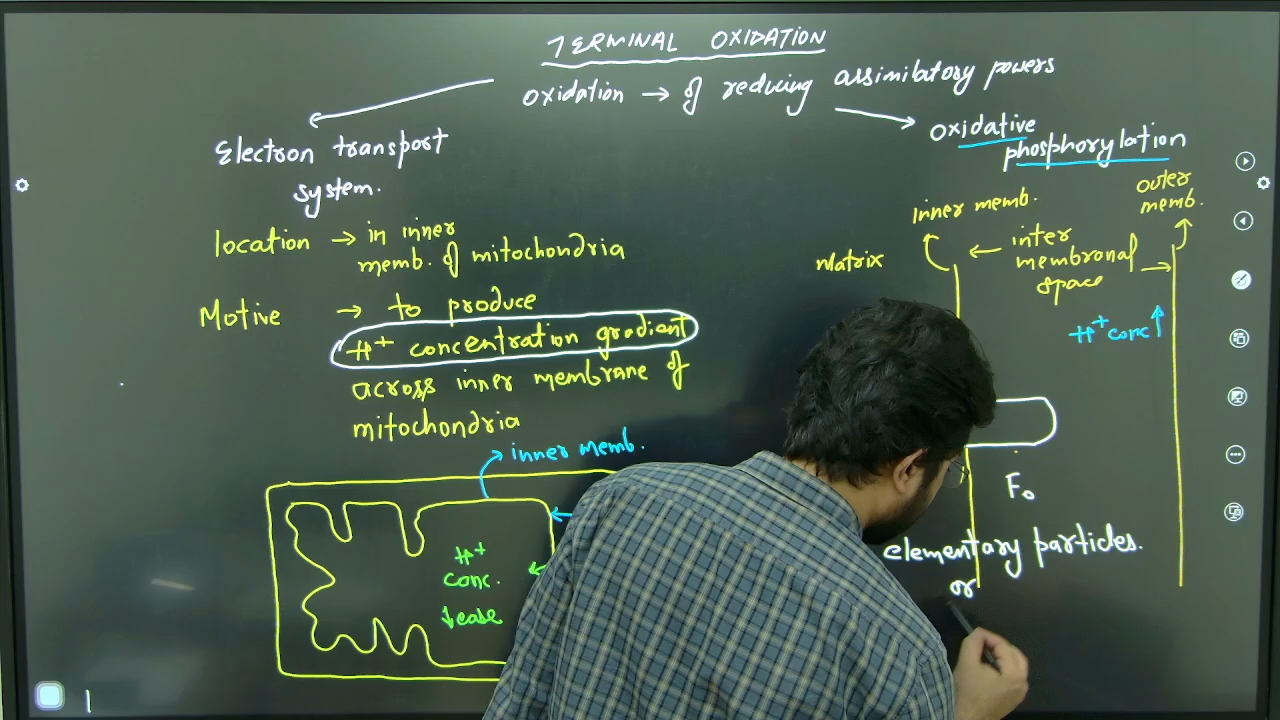 TERMINAL OXIDATION
oxidation → of reducing assimilatory powers
Electron transport
system.
oxidative
phosphorylation
location → in inner
memb. of mitochondria
Motive → to produce
H+ concentration gradient
across inner membrane of
mitochondria
inner memb.
H+
conc.
↓ease
inner memb.
outer
memb.
Matrix
← inter
membranal
space →
H+ conc ↑
F₀
elementary particles.
or
1